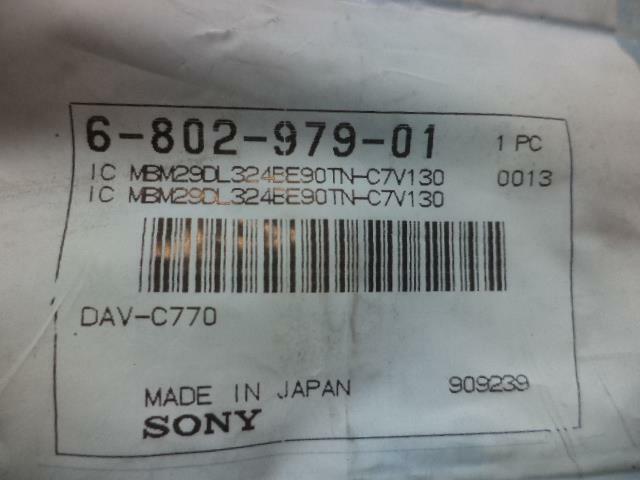 6-802-979-01 1 PC
IC MBM29DL324BE90TN-C7V130 0013
IC MBM29DL324BE90TN-C7V130
DAV-C770
MADE IN JAPAN 909239
SONY